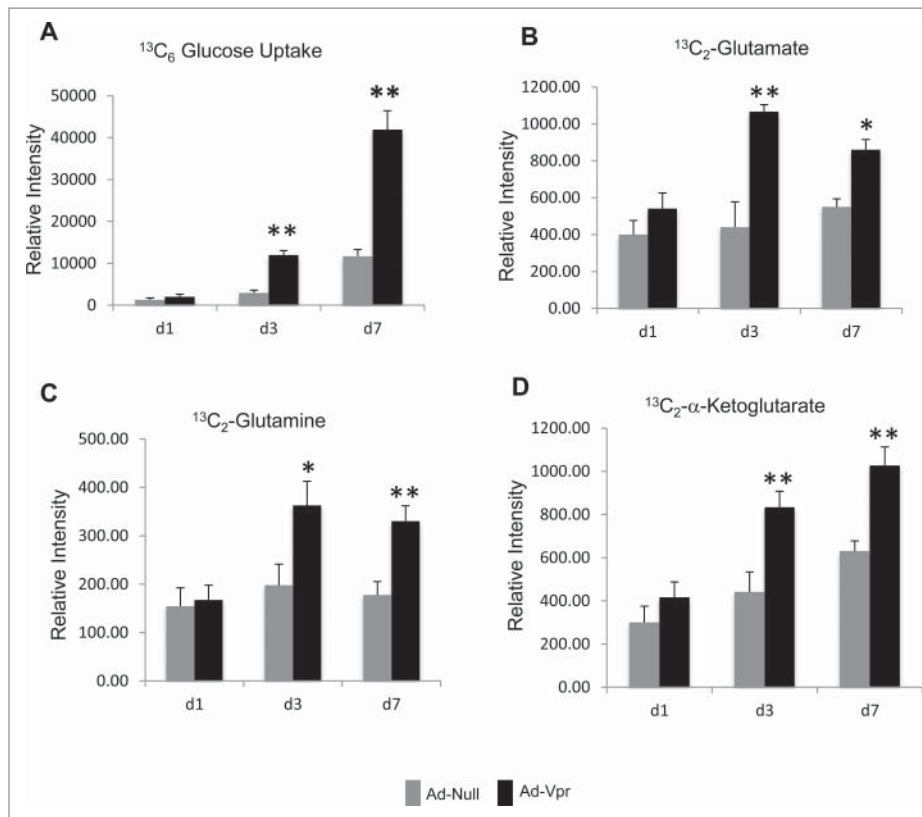 A
¹³C₆ Glucose Uptake
Relative Intensity
50000
40000
30000
20000
10000
0
**
**
d1 d3 d7
B
¹³C₂-Glutamate
Relative Intensity
1200.00
1000.00
800.00
600.00
400.00
200.00
0.00
**
*
d1 d3 d7
C
¹³C₂-Glutamine
Relative Intensity
500.00
400.00
300.00
200.00
100.00
0.00
*
**
d1 d3 d7
D
¹³C₂-α-Ketoglutarate
Relative Intensity
1200.00
1000.00
800.00
600.00
400.00
200.00
0.00
**
**
d1 d3 d7
Ad-Null Ad-Vpr